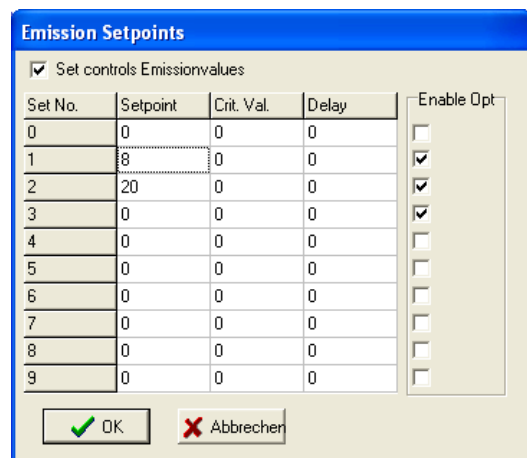 Emission Setpoints
Set controls Emissionvalues
Set No. Setpoint Crit. Val. Delay Enable Opt
0 0 0 0
1 8 0 0
2 20 0 0
3 0 0 0
4 0 0 0
5 0 0 0
6 0 0 0
7 0 0 0
8 0 0 0
9 0 0 0
OK Abbrechen